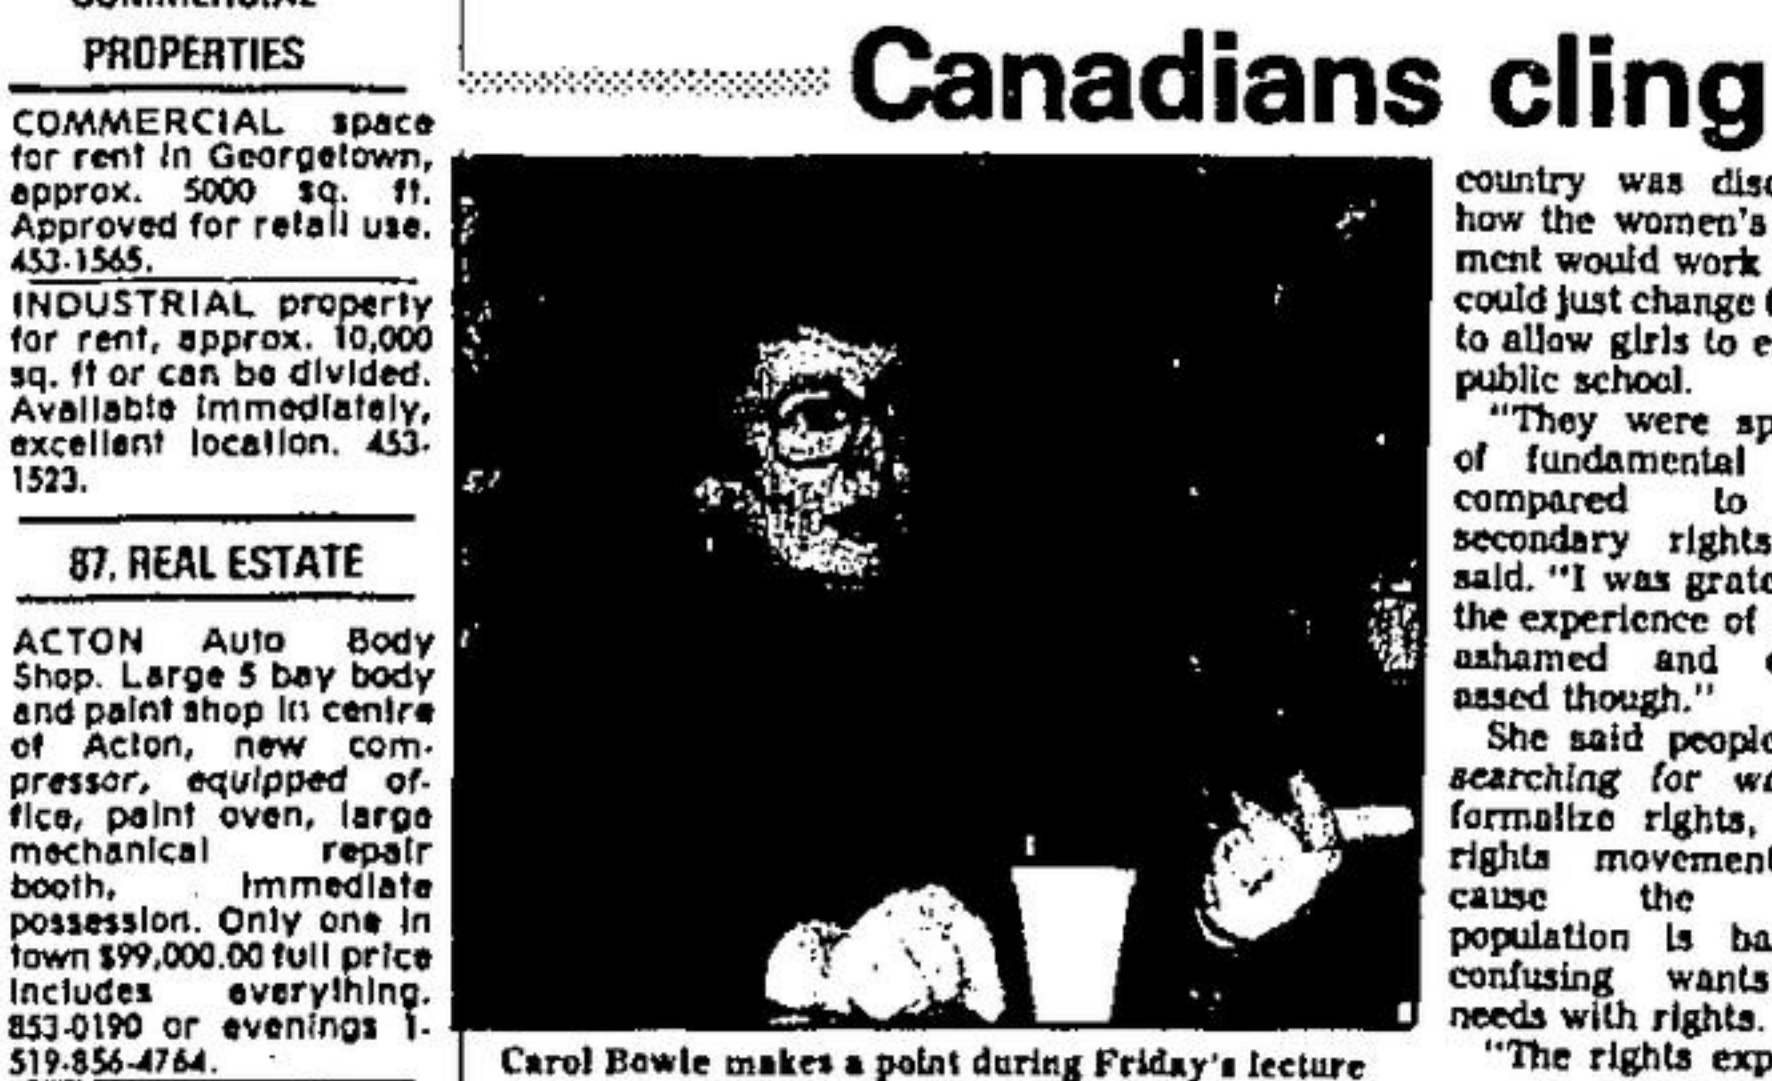 COMMERCIAL
PROPERTIES
COMMERCIAL space
for rent in Georgetown,
approx. 5000 sq. ft.
Approved for retail use.
453-1565.
INDUSTRIAL property
for rent, approx. 10,000
sq. ft or can be divided.
Available immediately,
excellent location. 453-
1523.
87. REAL ESTATE
ACTON Auto Body
Shop. Large 5 bay body
and paint shop in centre
of Acton, new com-
pressor, equipped of-
fice, paint oven, large
mechanical repair
booth, Immediate
possession. Only one in
town $99,000.00 full price
includes everything.
853-0190 or evenings 1-
519-856-4764.
Canadians cling
Carol Bowie makes a point during Friday's lecture
country was
how the women's
ment would work
could just change
to allow girls to
public school.
"They were
of fundamental
compared to
secondary rights
said. "I was
the experience of
ashamed and
assed though."
She said
searching for
formalize rights,
rights
cause the
population is
confusing wants
needs with rights.
"The rights